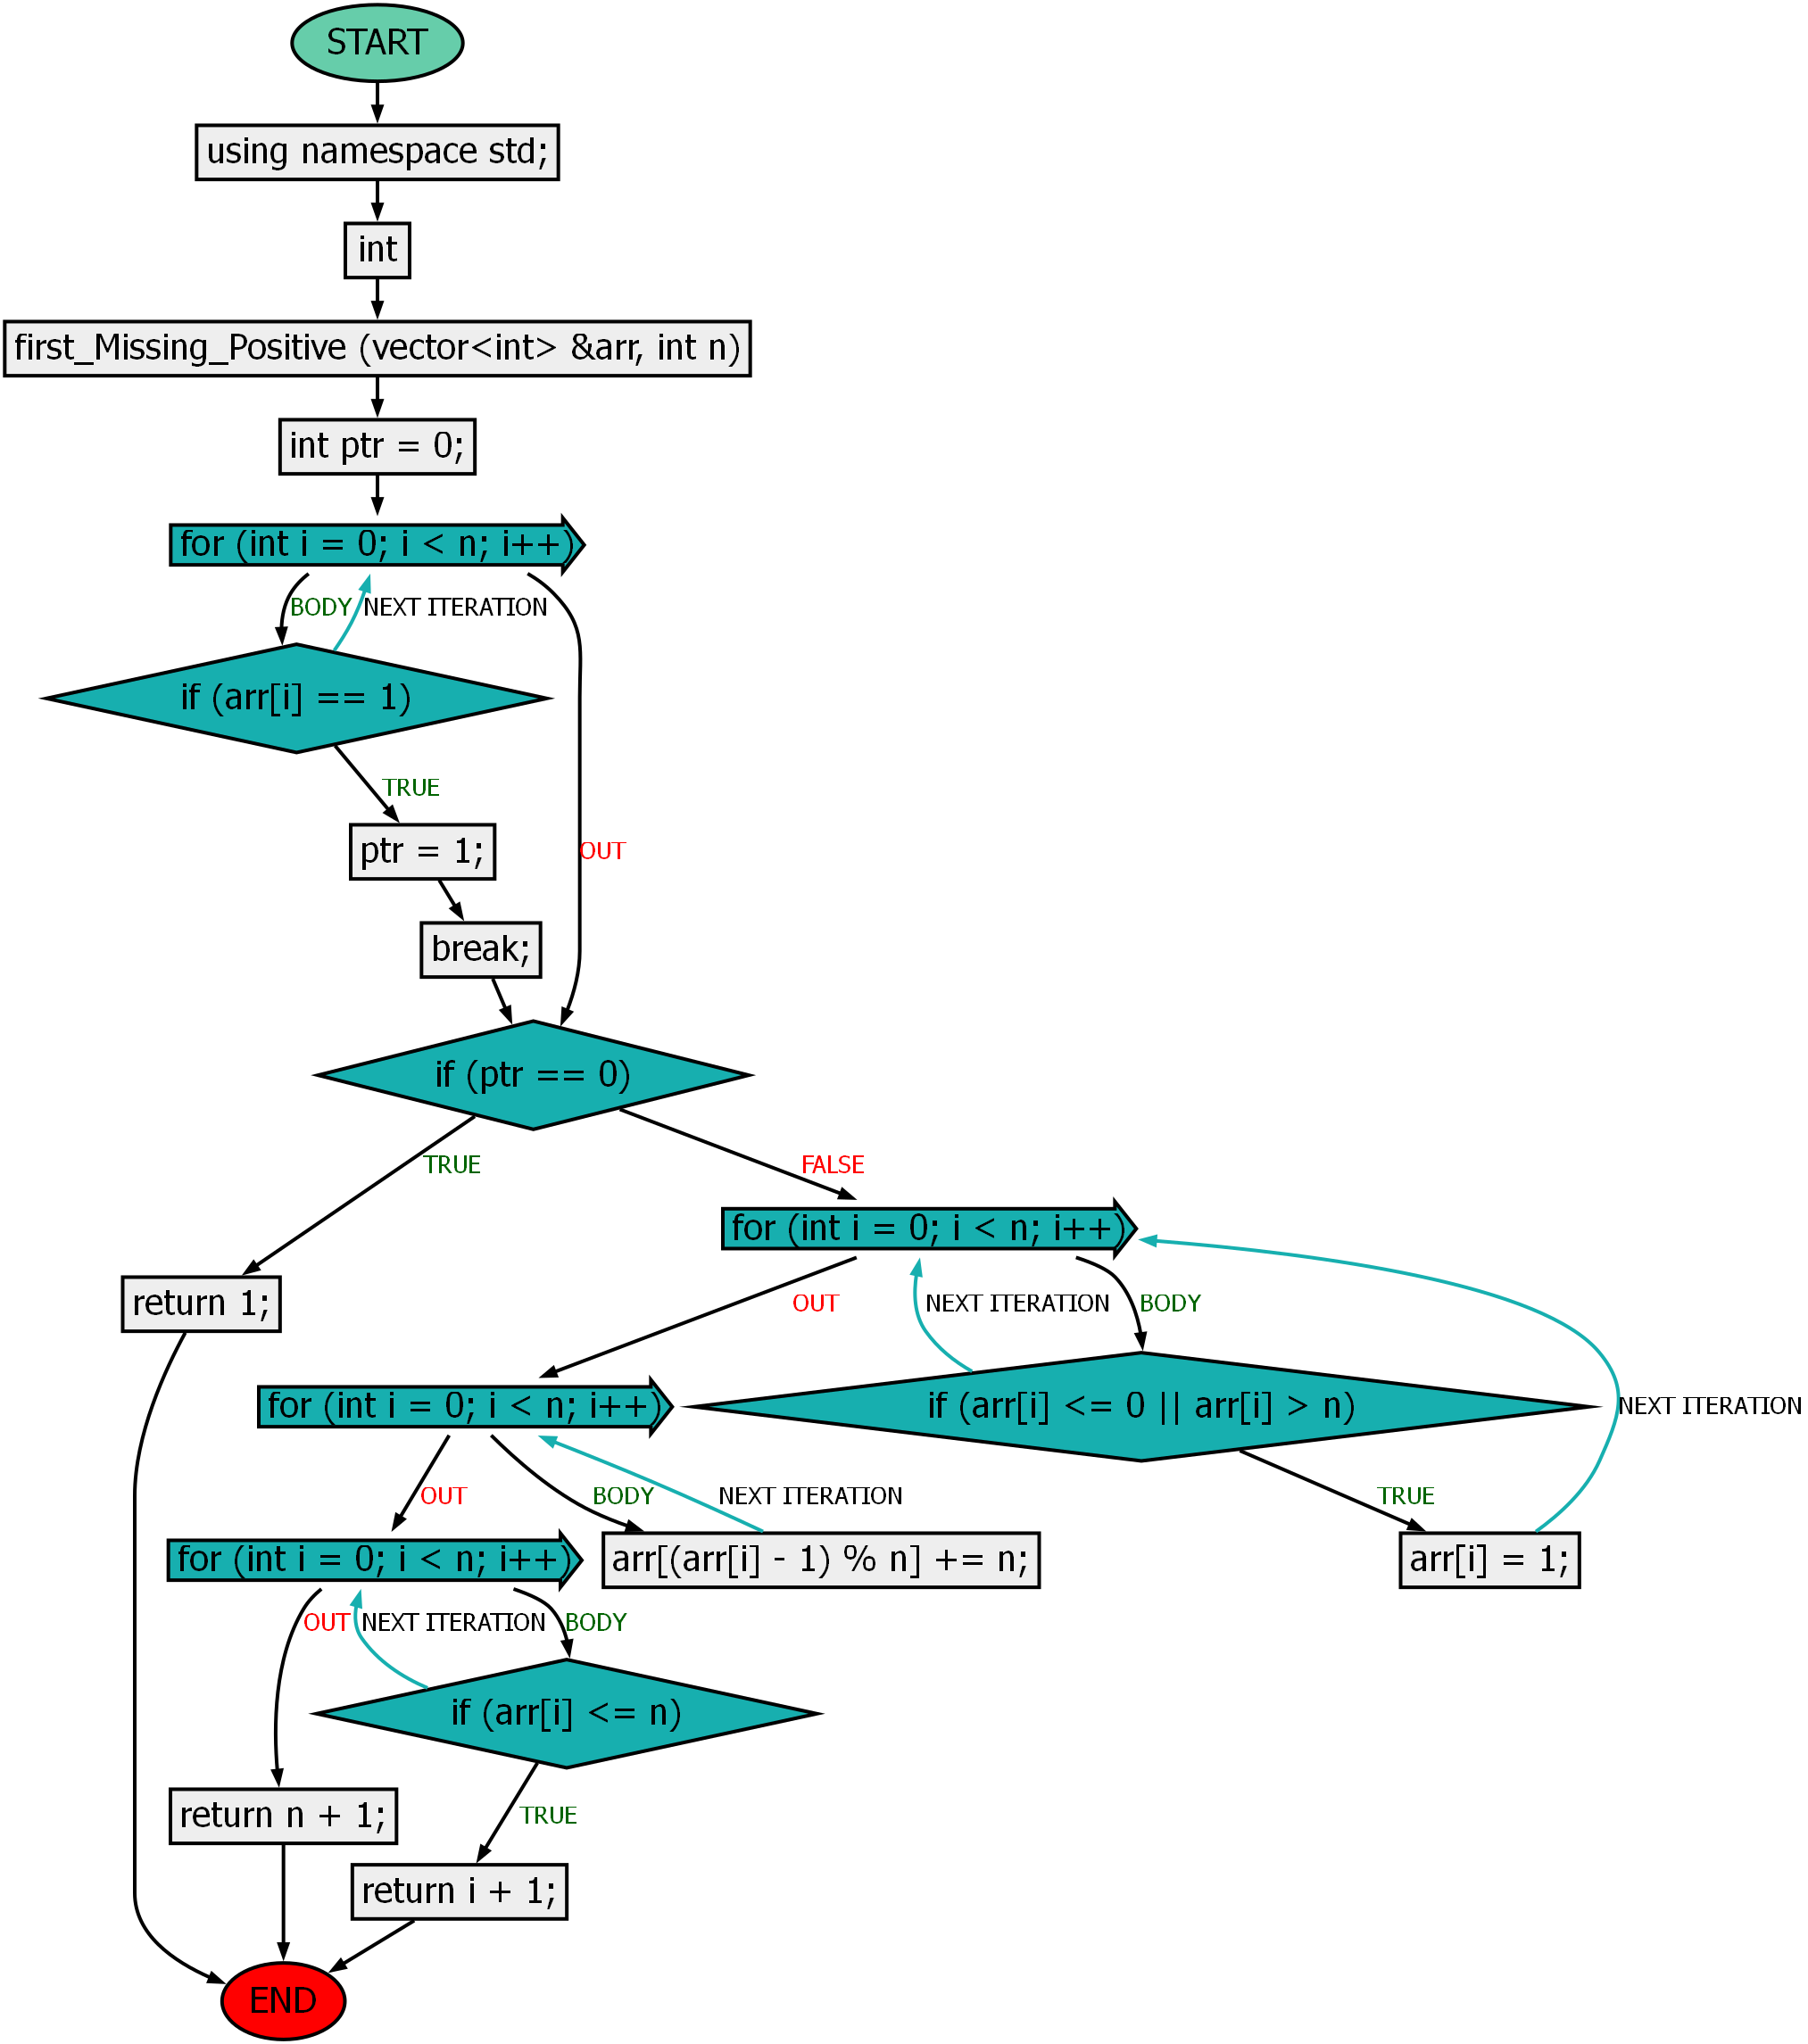 START
using namespace std;
int
first_Missing_Positive (vector<int> &arr, int n)
int ptr = 0;
for (int i = 0; i < n; i++)
BODY
NEXT ITERATION
if (arr[i] == 1)
TRUE
ptr = 1;
OUT
break;
if (ptr == 0)
TRUE
FALSE
for (int i = 0; i < n; i++)
return 1;
OUT
NEXT ITERATION
BODY
for (int i = 0; i < n; i++)
if (arr[i] <= 0 || arr[i] > n)
NEXT ITERATION
OUT
BODY
NEXT ITERATION
TRUE
for (int i = 0; i < n; i++)
arr[(arr[i] - 1) % n] += n;
arr[i] = 1;
OUT
NEXT ITERATION
BODY
if (arr[i] <= n)
return n + 1;
TRUE
return i + 1;
END